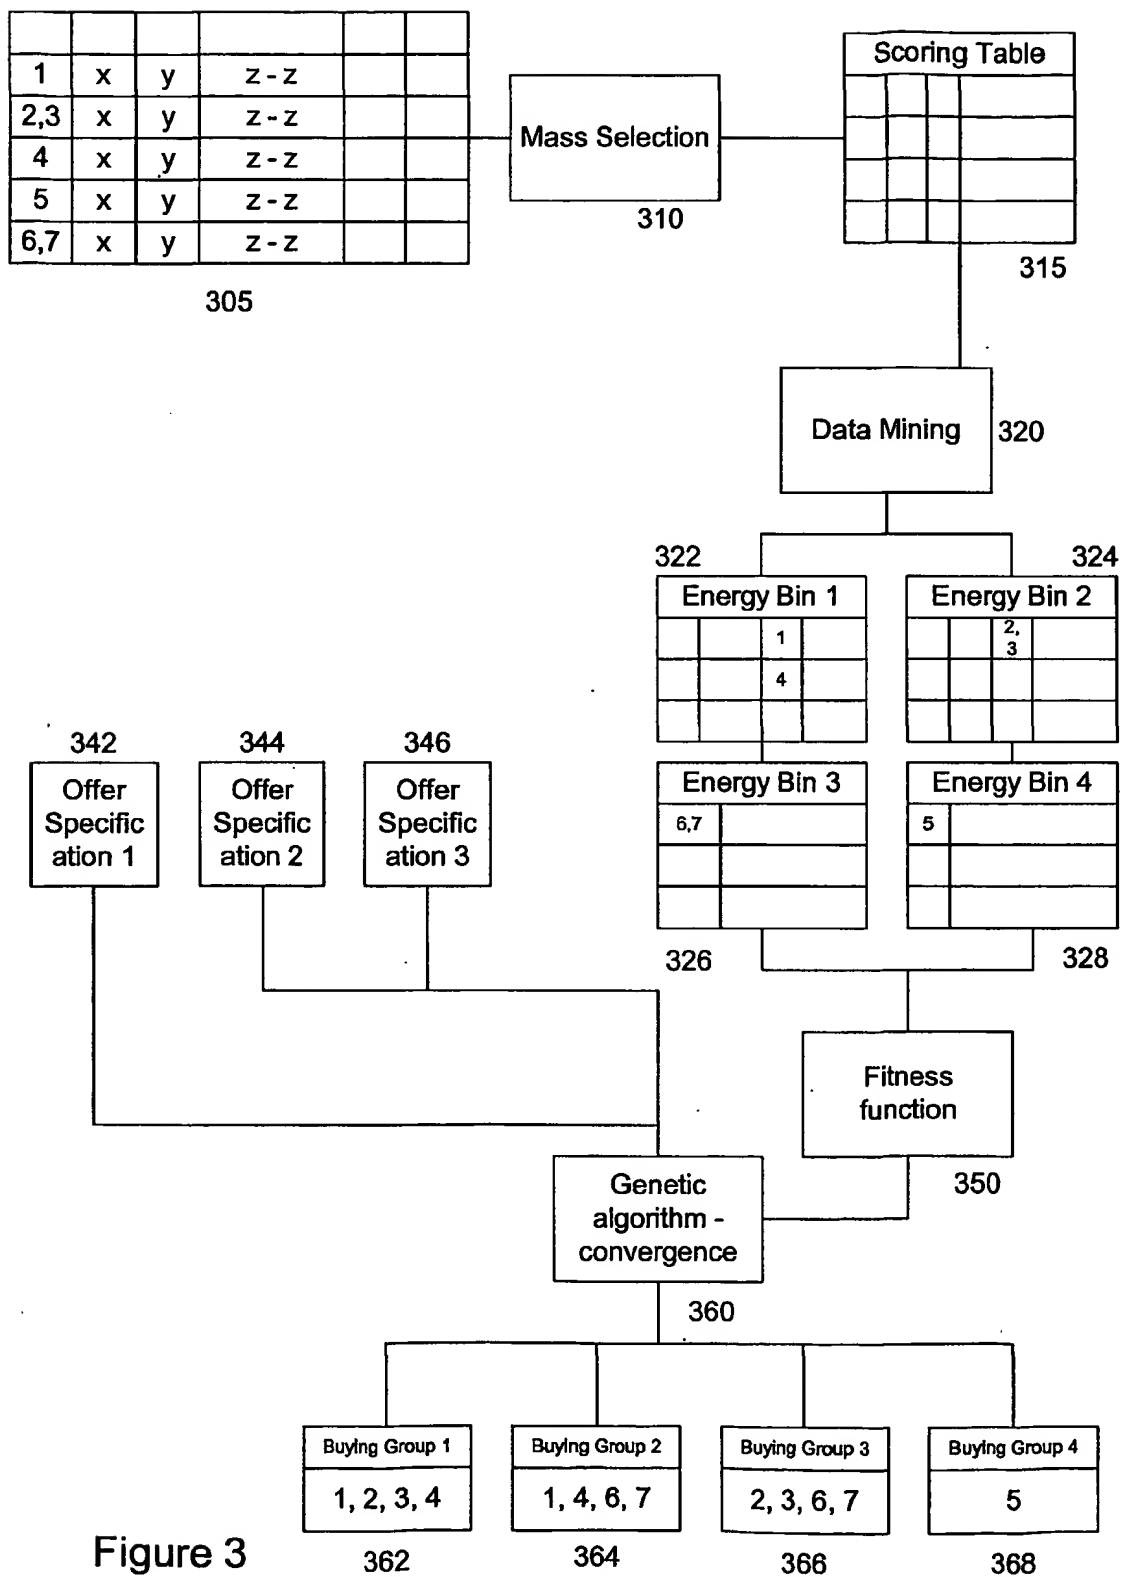 1 x y z - z
2,3 x y z - z
4 x y z - z
5 x y z - z
6,7 x y z - z
305
Mass Selection
310
Scoring Table
315
Data Mining
320
322
Energy Bin 1
1
4
324
Energy Bin 2
2,
3
Energy Bin 3
6,7
326
Energy Bin 4
5
328
342
Offer
Specific
ation 1
344
Offer
Specific
ation 2
346
Offer
Specific
ation 3
Fitness
function
350
Genetic
algorithm -
convergence
360
Buying Group 1
1, 2, 3, 4
362
Buying Group 2
1, 4, 6, 7
364
Buying Group 3
2, 3, 6, 7
366
Buying Group 4
5
368
Figure 3